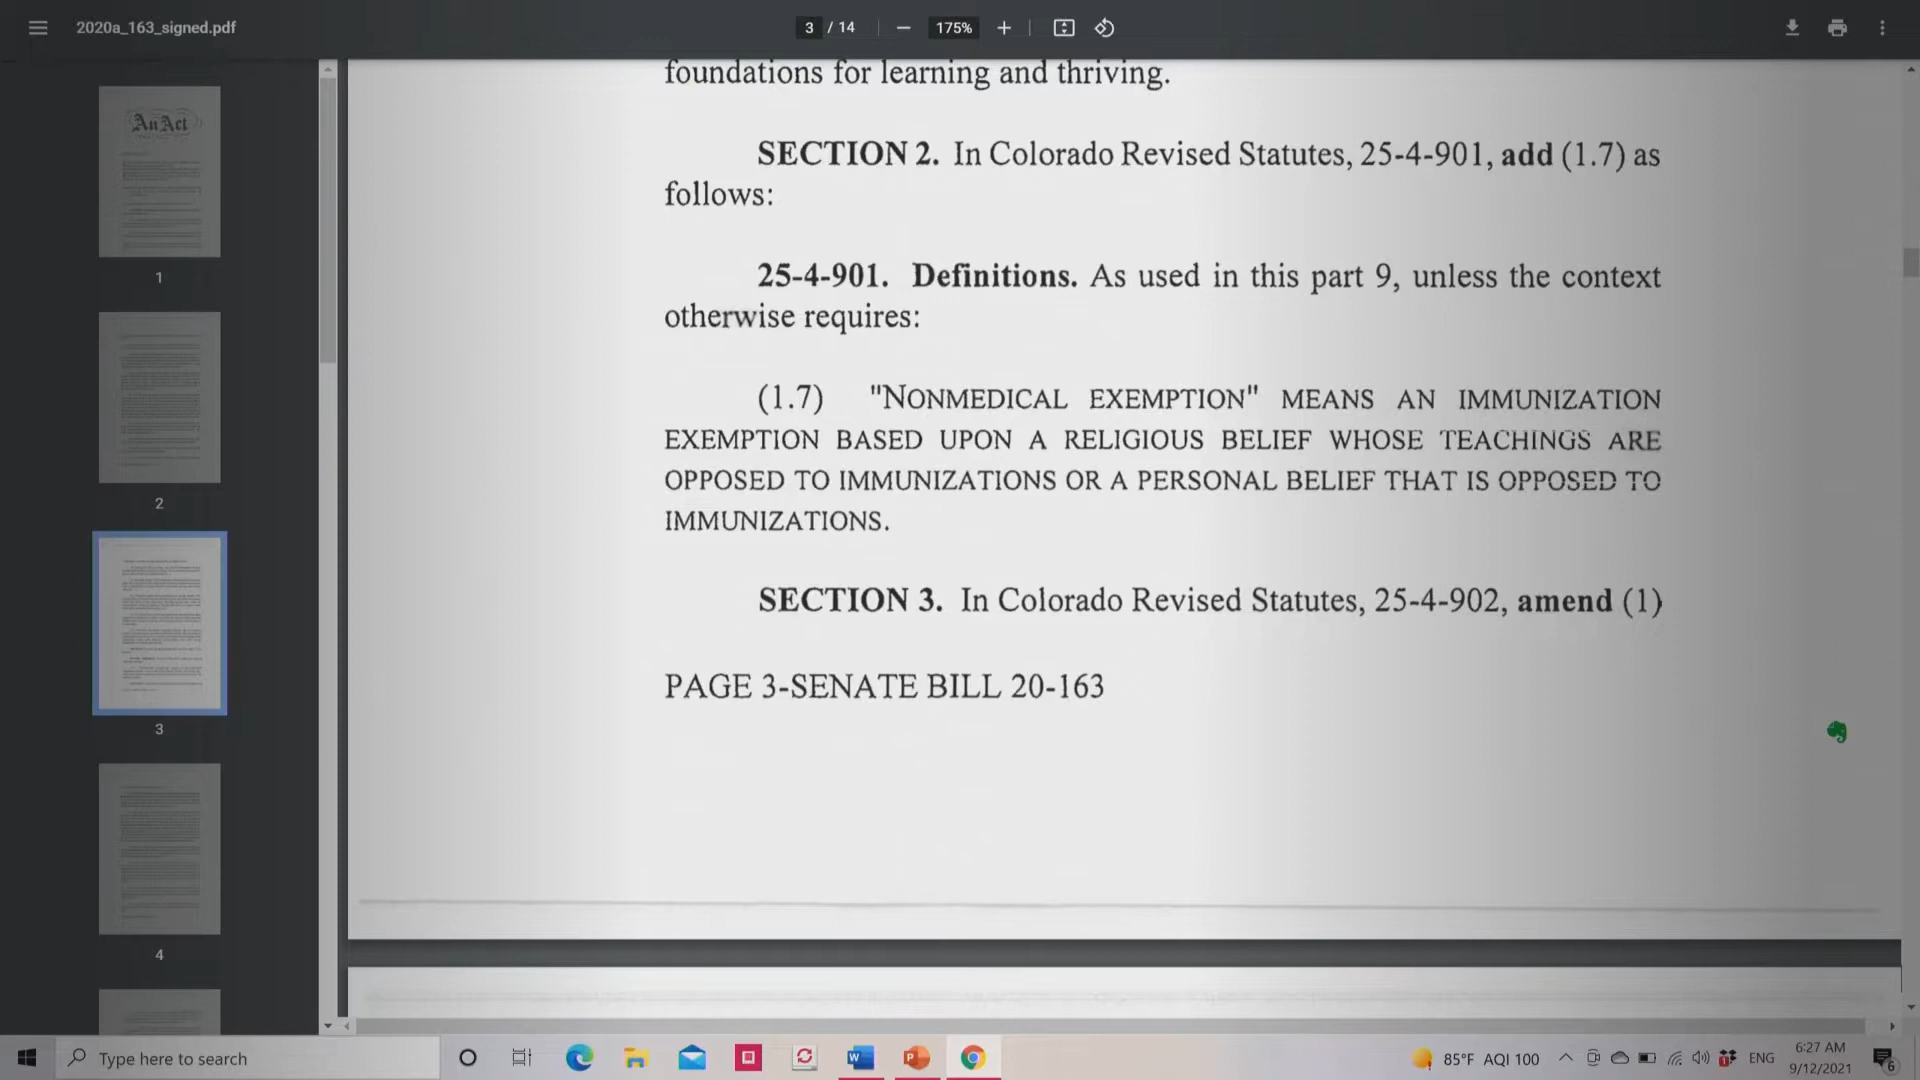 2020a_163_signed.pdf
3 / 14
175%
An Act
1
2
3
4
foundations for learning and thriving.
SECTION 2. In Colorado Revised Statutes, 25-4-901, add (1.7) as
follows:
25-4-901. Definitions. As used in this part 9, unless the context
otherwise requires:
(1.7) "NONMEDICAL EXEMPTION" MEANS AN IMMUNIZATION
EXEMPTION BASED UPON A RELIGIOUS BELIEF WHOSE TEACHINGS ARE
OPPOSED TO IMMUNIZATIONS OR A PERSONAL BELIEF THAT IS OPPOSED TO
IMMUNIZATIONS.
SECTION 3. In Colorado Revised Statutes, 25-4-902, amend (1)
PAGE 3-SENATE BILL 20-163
Type here to search
85°F AQI 100
ENG
6:27 AM
9/12/2021
6